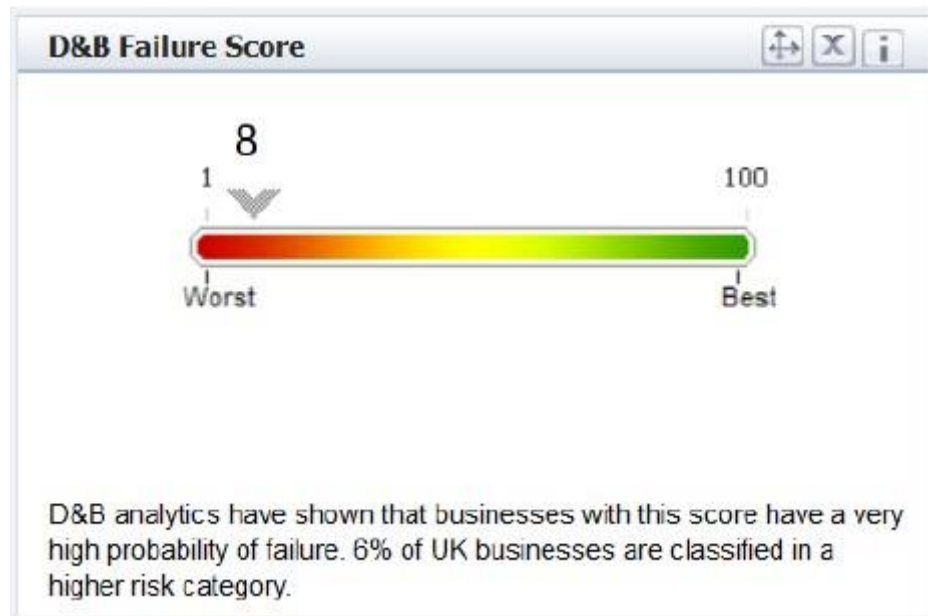 D&B Failure Score
8
1 100
Worst Best
D&B analytics have shown that businesses with this score have a very
high probability of failure. 6% of UK businesses are classified in a
higher risk category.